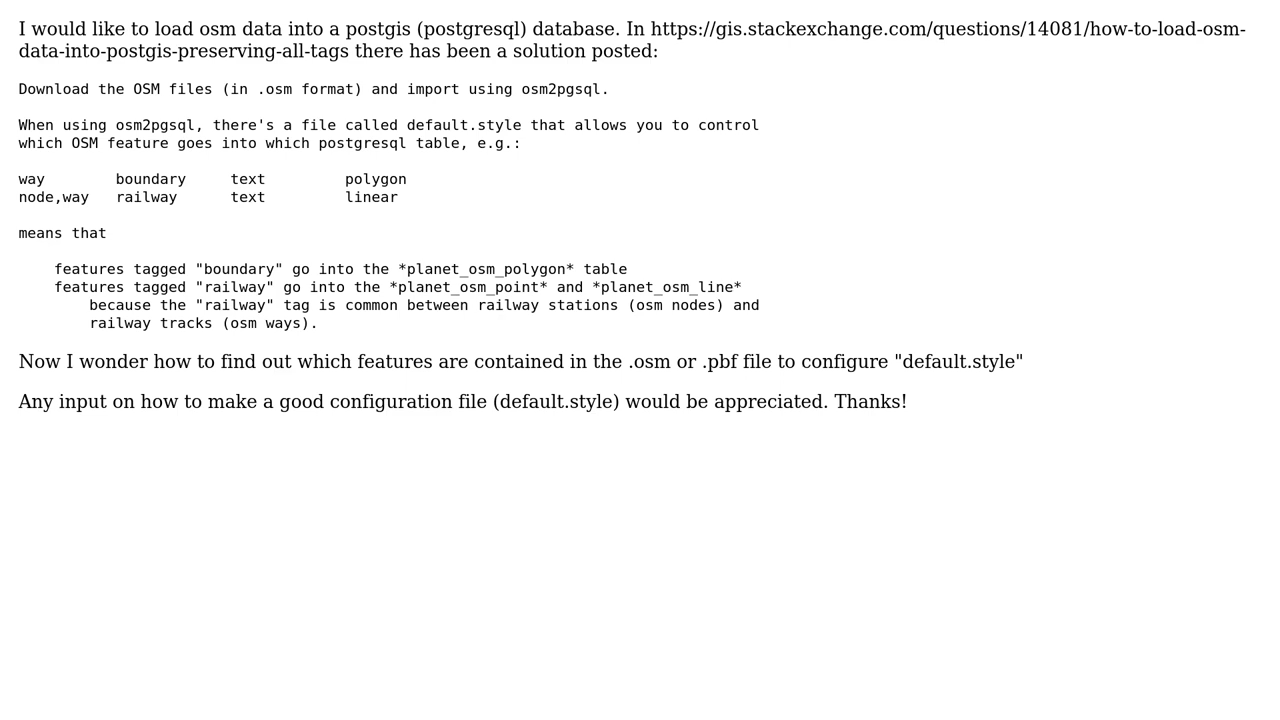 I would like to load osm data into a postgis (postgresql) database. In https://gis.stackexchange.com/questions/14081/how-to-load-osm-
data-into-postgis-preserving-all-tags there has been a solution posted:
Download the OSM files (in .osm format) and import using osm2pgsql.
When using osm2pgsql, there's a file called default.style that allows you to control
which OSM feature goes into which postgresql table, e.g.:
way        boundary     text         polygon
node,way   railway      text         linear
means that
    features tagged "boundary" go into the *planet_osm_polygon* table
    features tagged "railway" go into the *planet_osm_point* and *planet_osm_line*
        because the "railway" tag is common between railway stations (osm nodes) and
        railway tracks (osm ways).
Now I wonder how to find out which features are contained in the .osm or .pbf file to configure "default.style"
Any input on how to make a good configuration file (default.style) would be appreciated. Thanks!